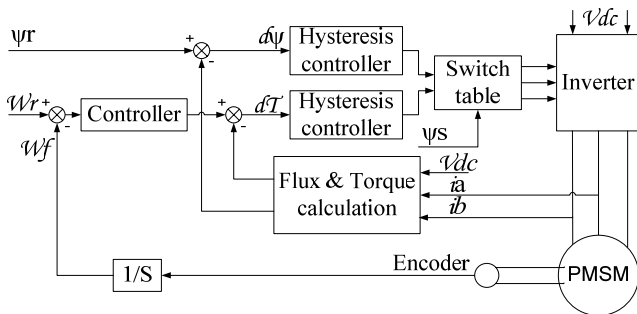 Vdc
ψr
+
-
dψ
Hysteresis
controller
Switch
table
Inverter
Wr
+
-
Wf
Controller
+
-
dT
Hysteresis
controller
ψs
Flux & Torque
calculation
Vdc
ia
ib
1/S
Encoder
PMSM